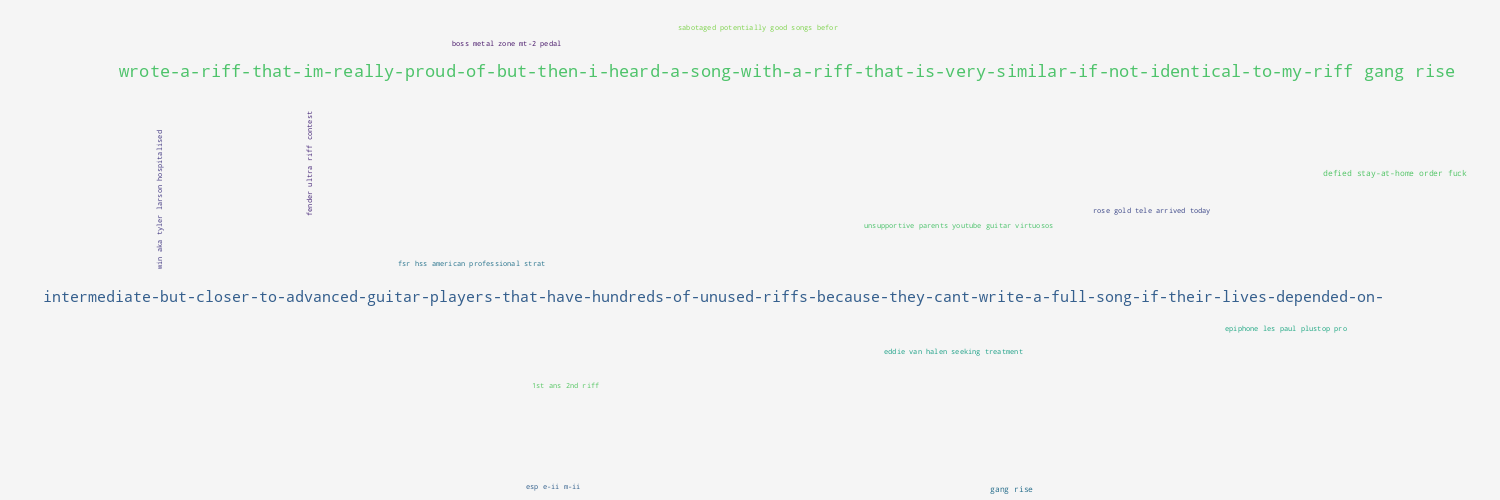 sabotaged potentially good songs befor
boss metal zone mt-2 pedal
wrote-a-riff-that-im-really-proud-of-but-then-i-heard-a-song-with-a-riff-that-is-very-similar-if-not-identical-to-my-riff gang rise
win aka tyler larson hospitalised
fender ultra riff contest
defied stay-at-home order fuck
rose gold tele arrived today
unsupportive parents youtube guitar virtuosos
fsr hss american professional strat
intermediate-but-closer-to-advanced-guitar-players-that-have-hundreds-of-unused-riffs-because-they-cant-write-a-full-song-if-their-lives-depended-on-
epiphone les paul plustop pro
eddie van halen seeking treatment
1st ans 2nd riff
esp e-ii m-ii
gang rise